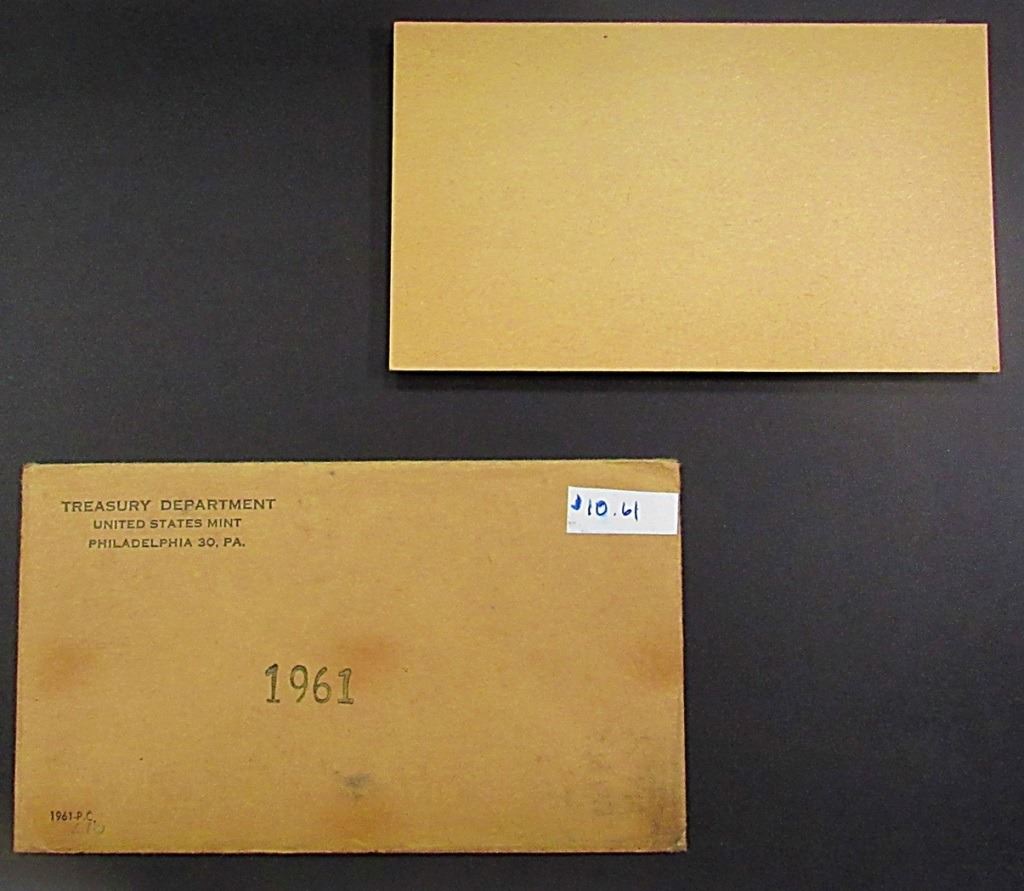 TREASURY DEPARTMENT
UNITED STATES MINT
PHILADELPHIA 30, PA.
$10.61
1961
1961-P.C.